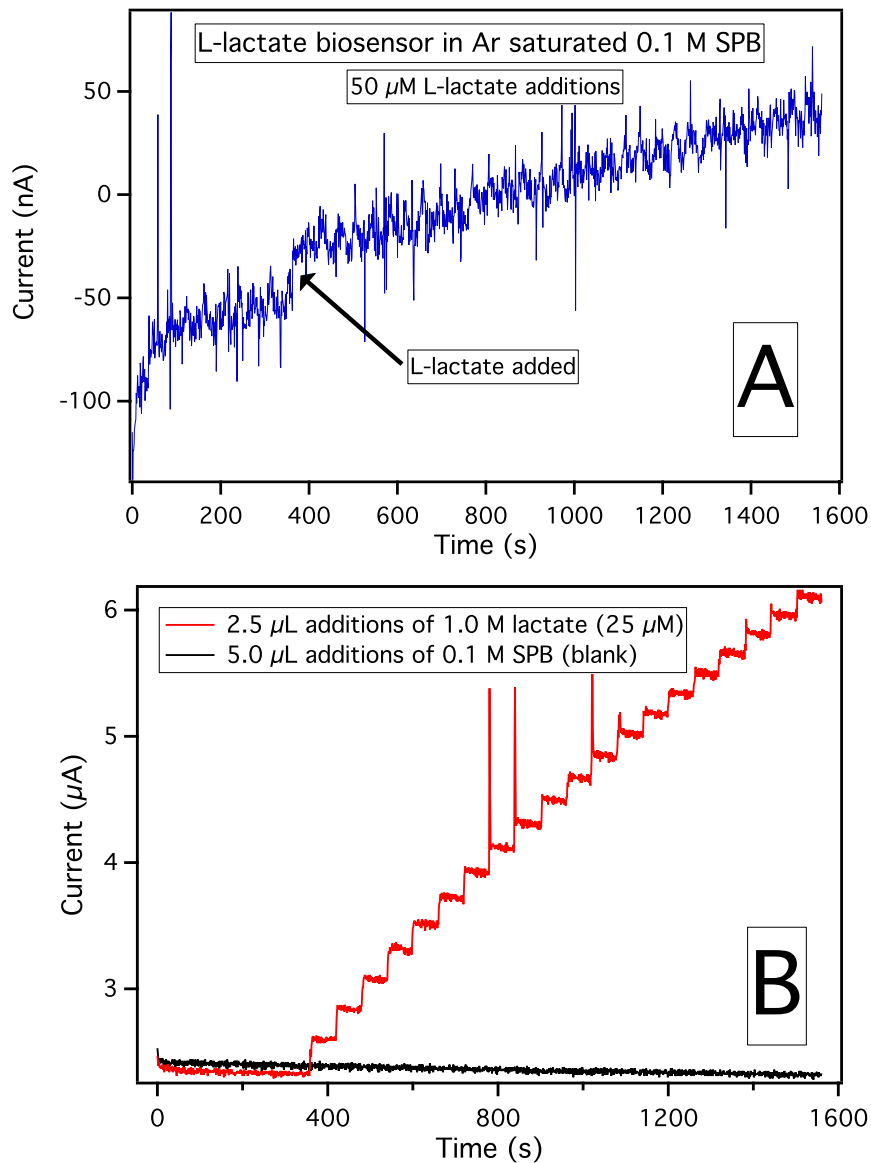 L-lactate biosensor in Ar saturated 0.1 M SPB
50 µM L-lactate additions
50
0
-50
-100
Current (nA)
L-lactate added
A
0
200
400
600
800
1000
1200
1400
1600
Time (s)
6
5
4
3
Current (µA)
2.5 µL additions of 1.0 M lactate (25 µM)
5.0 µL additions of 0.1 M SPB (blank)
B
0
400
800
1200
1600
Time (s)